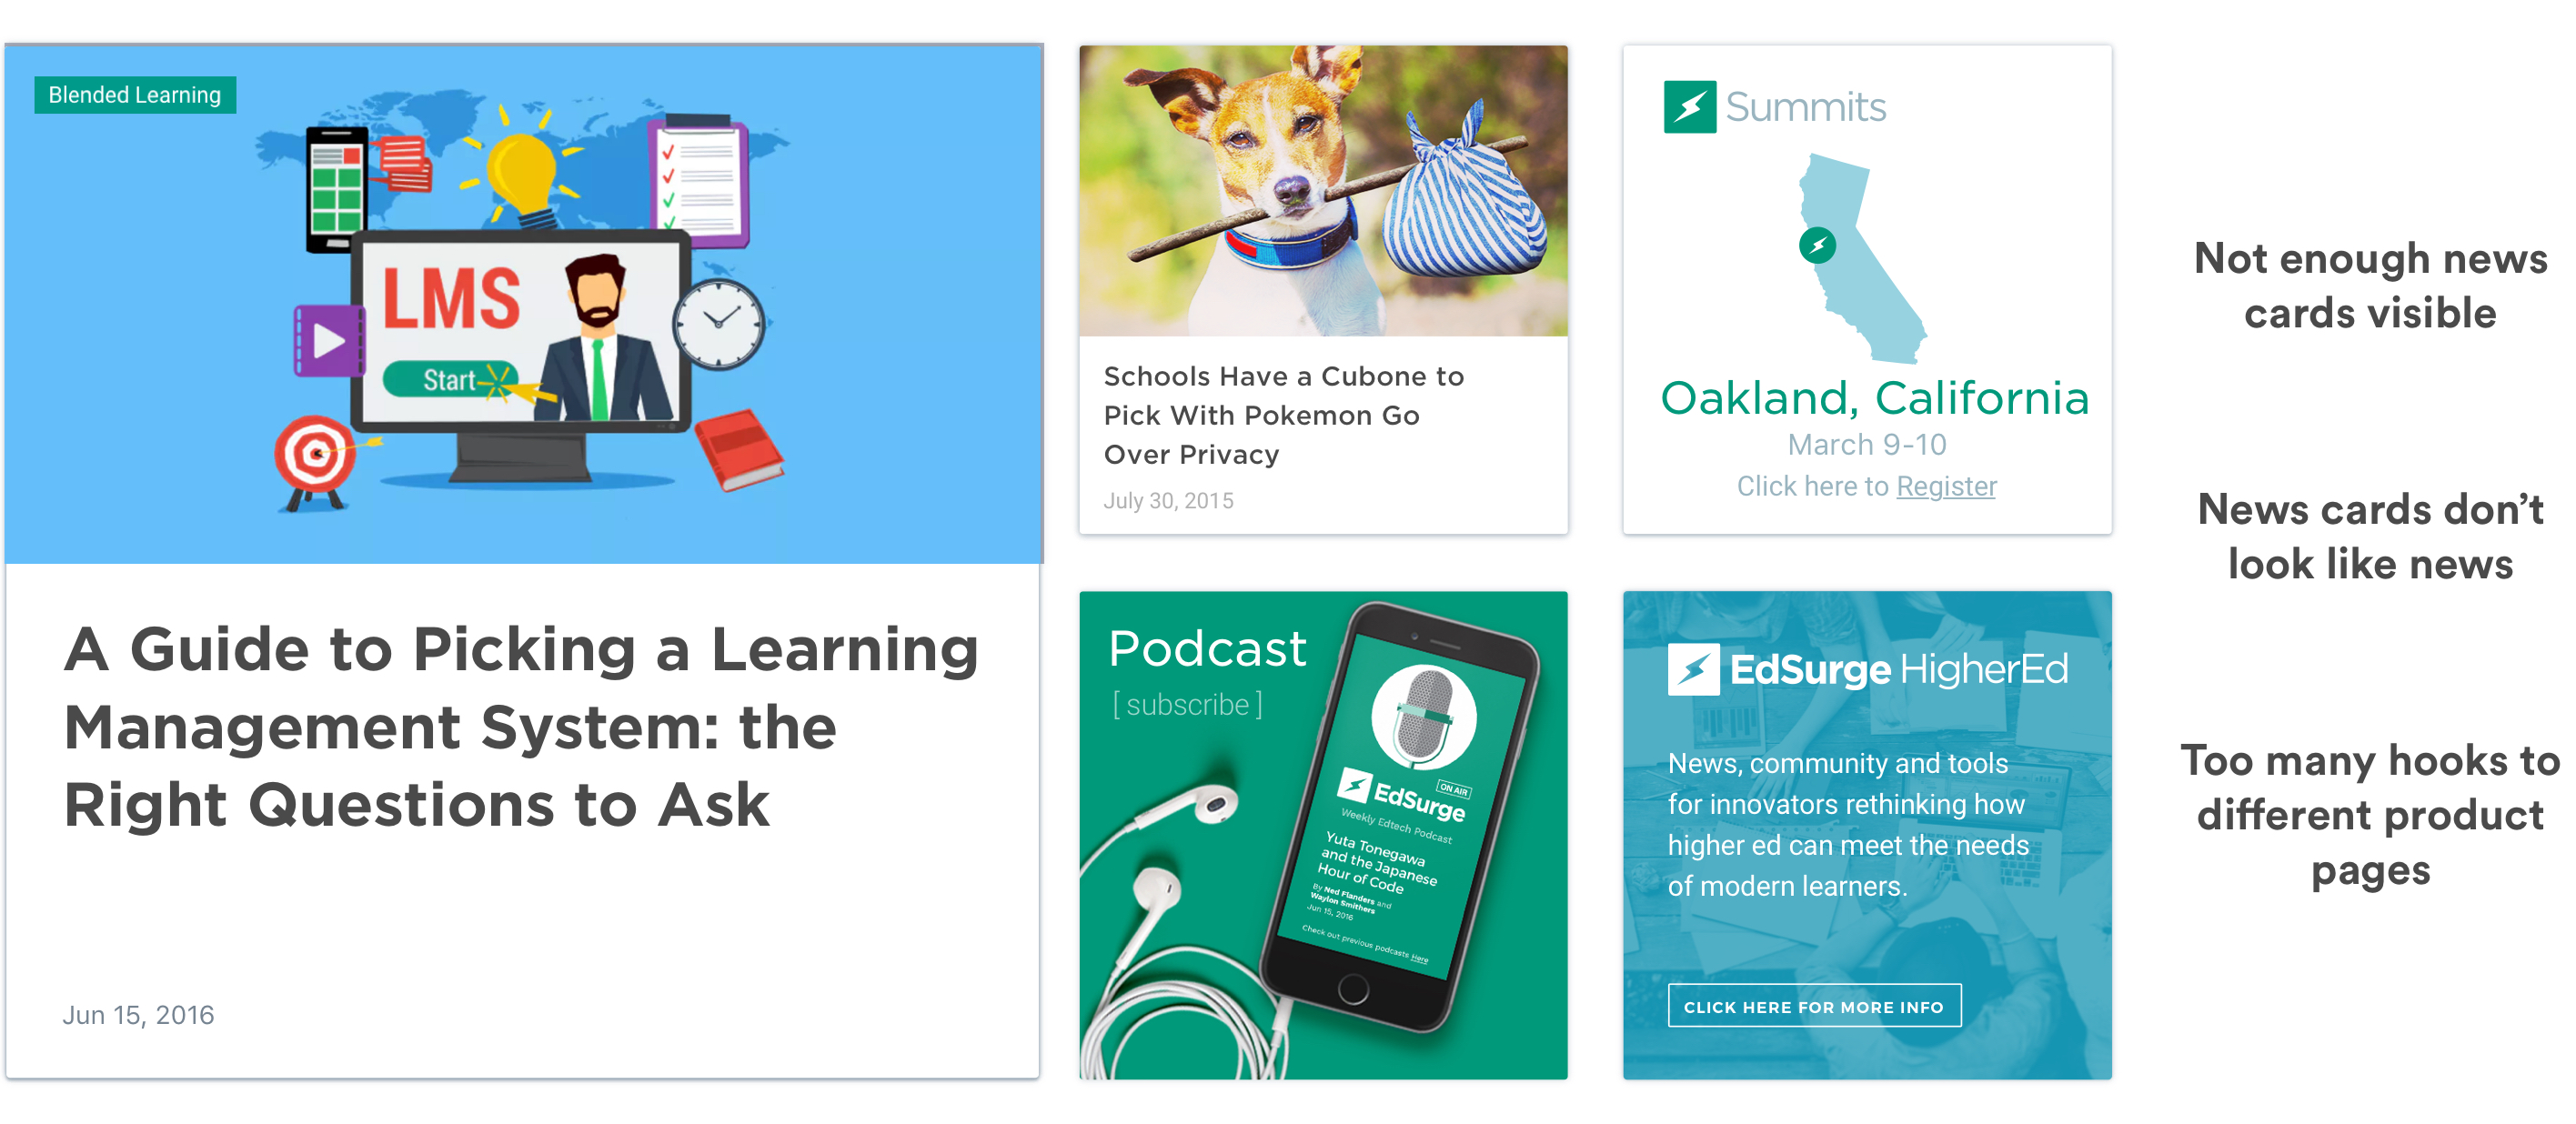 Blended Learning
LMS
Start
A Guide to Picking a Learning
Management System: the
Right Questions to Ask
Jun 15, 2016
Schools Have a Cubone to
Pick With Pokemon Go
Over Privacy
July 30, 2015
Summits
Oakland, California
March 9-10
Click here to Register
Podcast
[ subscribe ]
ON AIR
EdSurge
Weekly Edtech Podcast
Yuta Tonegawa
and the Japanese
Hour of Code
By Ned Flanders and
Waylon Smithers
Jun 15, 2016
Check out previous podcasts Here
EdSurge HigherEd
News, community and tools
for innovators rethinking how
higher ed can meet the needs
of modern learners.
CLICK HERE FOR MORE INFO
Not enough news
cards visible
News cards don’t
look like news
Too many hooks to
different product
pages